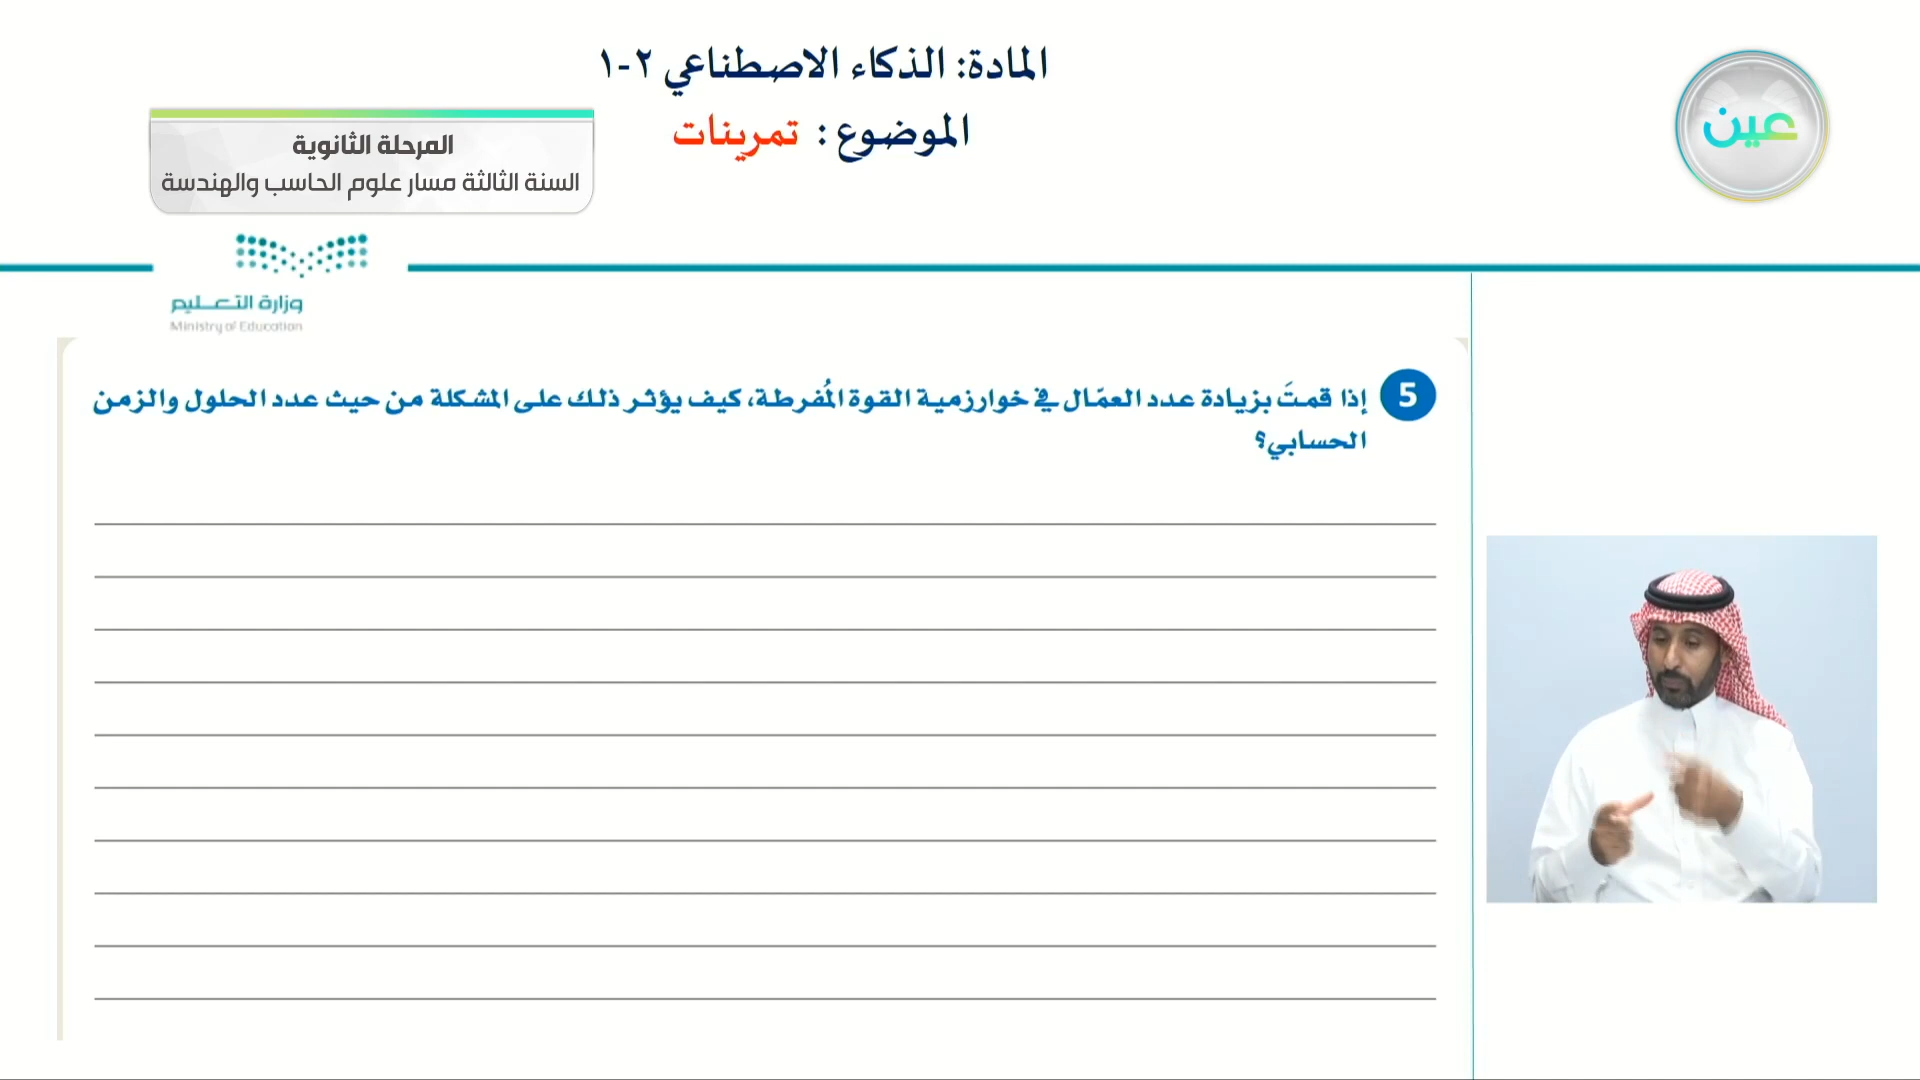 المادة: الذكاء الاصطناعي ٢-١
الموضوع : تمرينات
عين
المرحلة الثانوية
السنة الثالثة مسار علوم الحاسب والهندسة
وزارة التعليم
Ministry of Education
5 إذا قمتَ بزيادة عدد العمّال في خوارزمية القوة المُفرطة، كيف يؤثر ذلك على المشكلة من حيث عدد الحلول والزمن
الحسابي؟